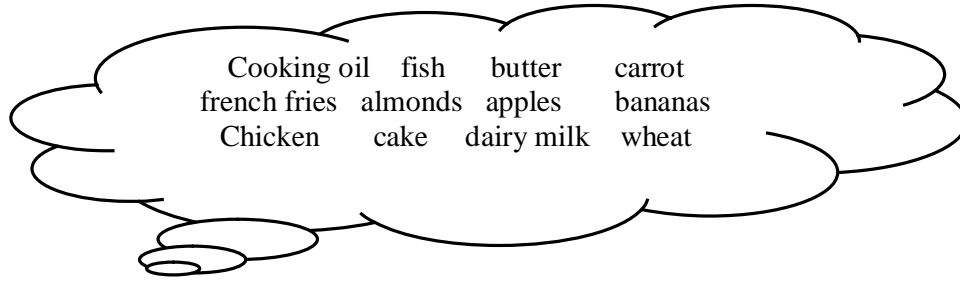 Cooking oil fish butter carrot
french fries almonds apples bananas
Chicken cake dairy milk wheat